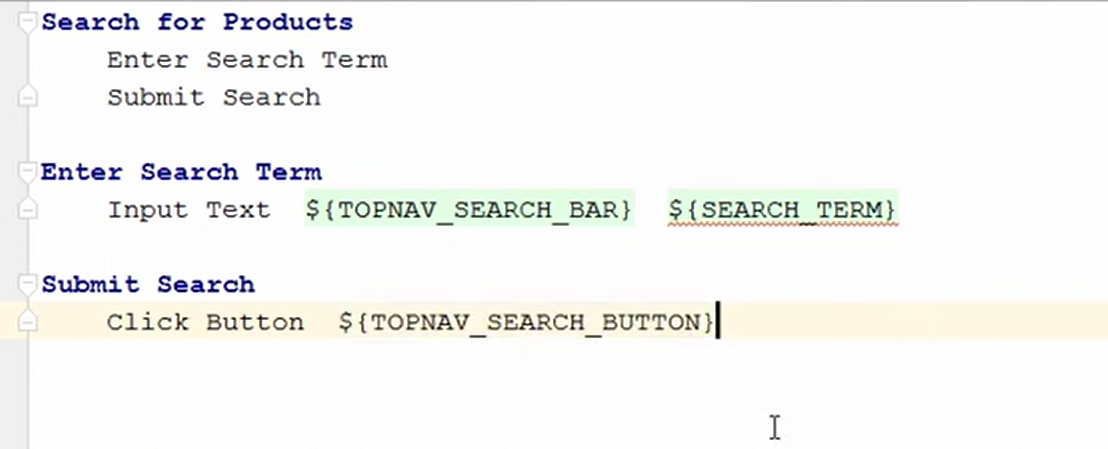 Search for Products
Enter Search Term
Submit Search
Enter Search Term
Input Text ${TOPNAV_SEARCH_BAR} ${SEARCH_TERM}
Submit Search
Click Button ${TOPNAV_SEARCH_BUTTON}